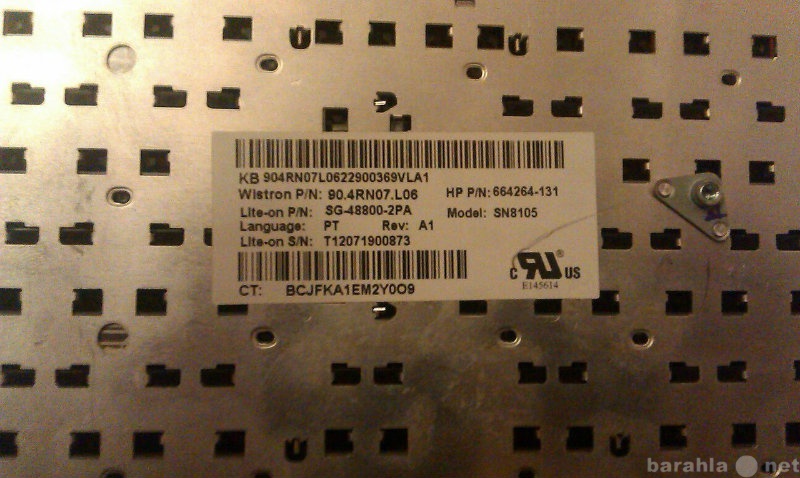 KB 904RN07L0622900369VLA1
Wistron P/N: 90.4RN07.L06 HP P/N: 664264-131
Lite-on P/N: SG-48800-2PA Model: SN8105
Language: PT Rev: A1
Lite-on S/N: T12071900873
CT: BCJFKA1EM2Y0O9
C RU ® US
E145614
barahla net